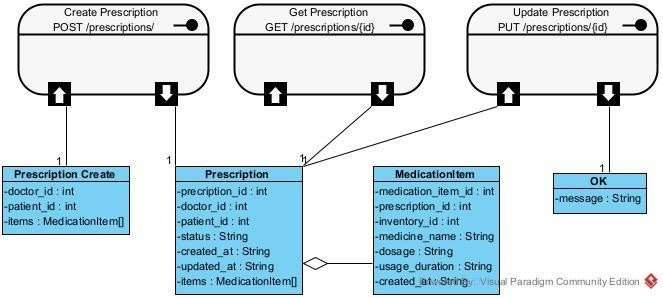 Create Prescription
POST /prescriptions/
Get Prescription
GET /prescriptions/{id}
Update Prescription
PUT /prescriptions/{id}
1
1
1
1
1
Prescription Create
-doctor_id : int
-patient_id : int
-items : MedicationItem[]
Prescription
-precription_id : int
-doctor_id : int
-patient_id : int
-status : String
-created_at : String
-updated_at : String
-items : MedicationItem[]
MedicationItem
-medication_item_id : int
-prescription_id : int
-inventory_id : int
-medicine_name : String
-dosage : String
-usage_duration : String
-created_at : String
OK
-message : String
Visual Paradigm Community Edition